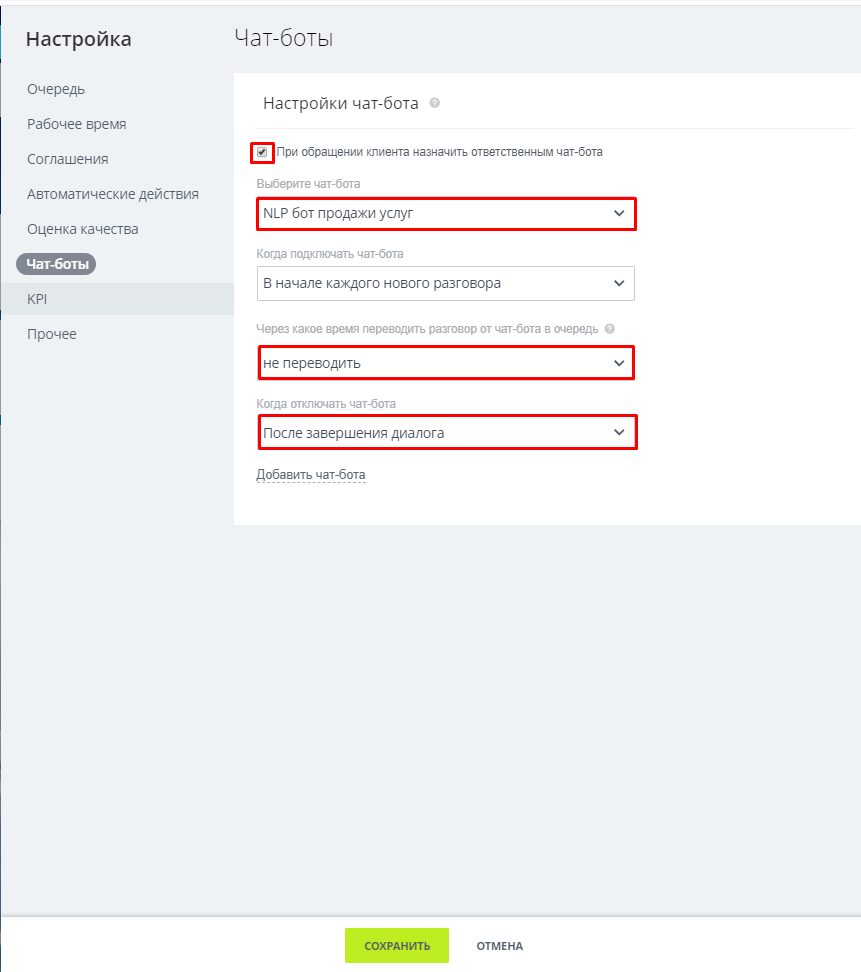 Настройка
Очередь
Рабочее время
Соглашения
Автоматические действия
Оценка качества
Чат-боты
KPI
Прочее
Чат-боты
Настройки чат-бота ?
При обращении клиента назначить ответственным чат-бота
Выберите чат-бота
NLP бот продажи услуг
Когда подключать чат-бота
В начале каждого нового разговора
Через какое время переводить разговор от чат-бота в очередь ?
не переводить
Когда отключать чат-бота
После завершения диалога
Добавить чат-бота
СОХРАНИТЬ
ОТМЕНА